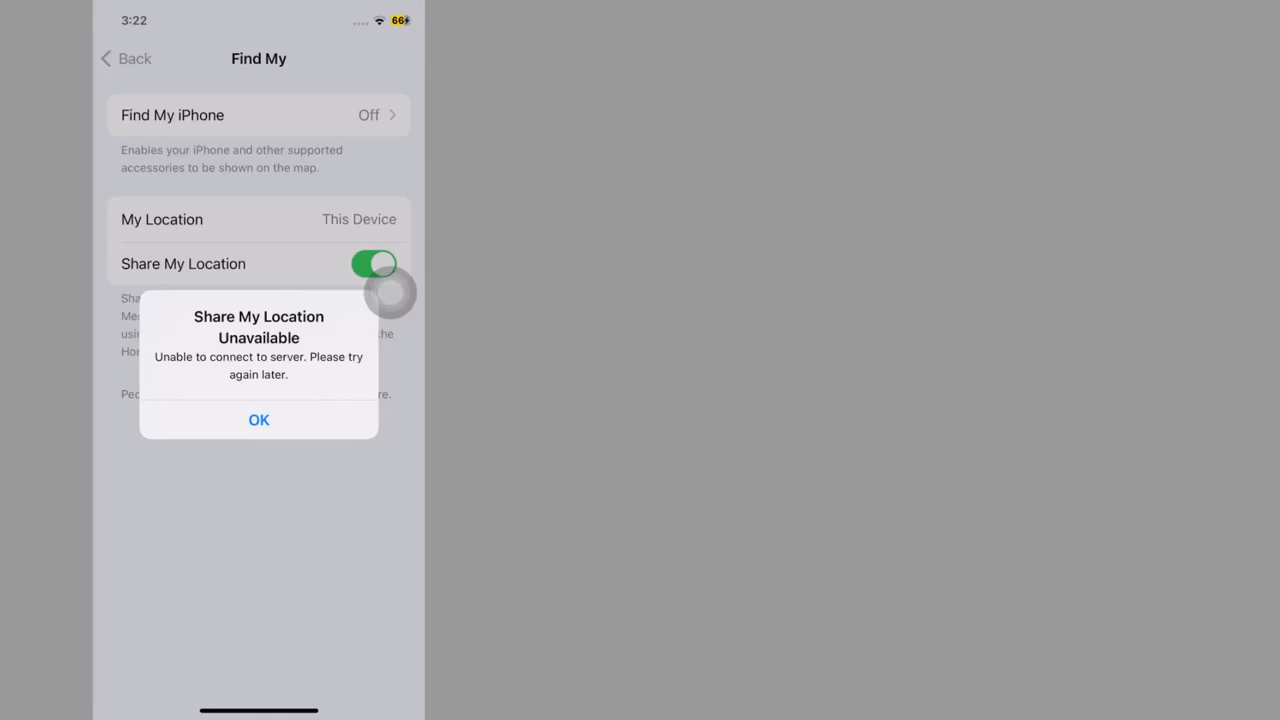 3:22
66
Back
Find My
Find My iPhone
Off
Enables your iPhone and other supported
accessories to be shown on the map.
My Location
This Device
Share My Location
Share My Location
Unavailable
Unable to connect to server. Please try
again later.
OK